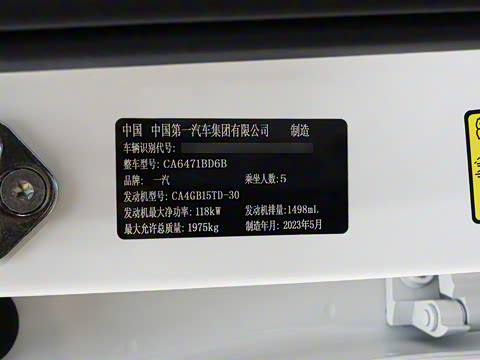 中国 中国第一汽车集团有限公司 制造
车辆识别代号:
整车型号: CA6471BD6B
品牌: 一汽 乘坐人数: 5
发动机型号: CA4GB15TD-30
发动机最大净功率: 118kW 发动机排量: 1498mL
最大允许总质量: 1975kg 制造年月: 2023年5月